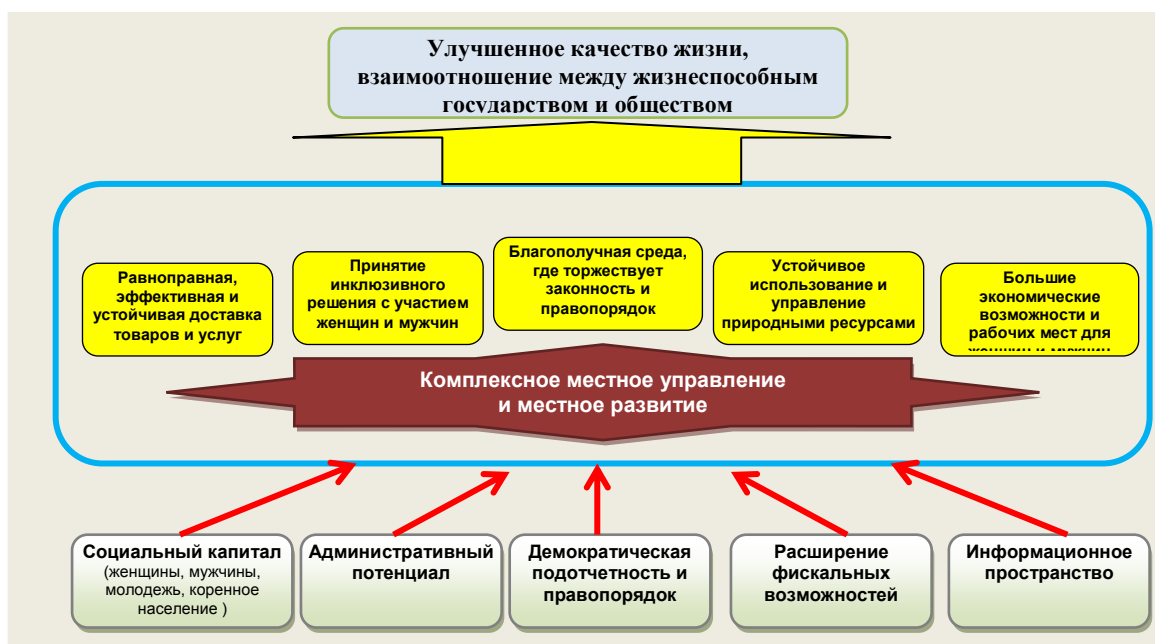 Улучшенное качество жизни,
взаимоотношение между жизнеспособным
государством и обществом
Равноправная,
эффективная и
устойчивая доставка
товаров и услуг
Принятие
инклюзивного
решения с участием
женщин и мужчин
Благополучная среда,
где торжествует
законность и
правопорядок
Устойчивое
использование и
управление
природными ресурсами
Большие
экономические
возможности и
рабочих мест для
женщин и мужчин
Комплексное местное управление
и местное развитие
Социальный капитал
(женщины, мужчины,
молодежь, коренное
население )
Административный
потенциал
Демократическая
подотчетность и
правопорядок
Расширение
фискальных
возможностей
Информационное
пространство